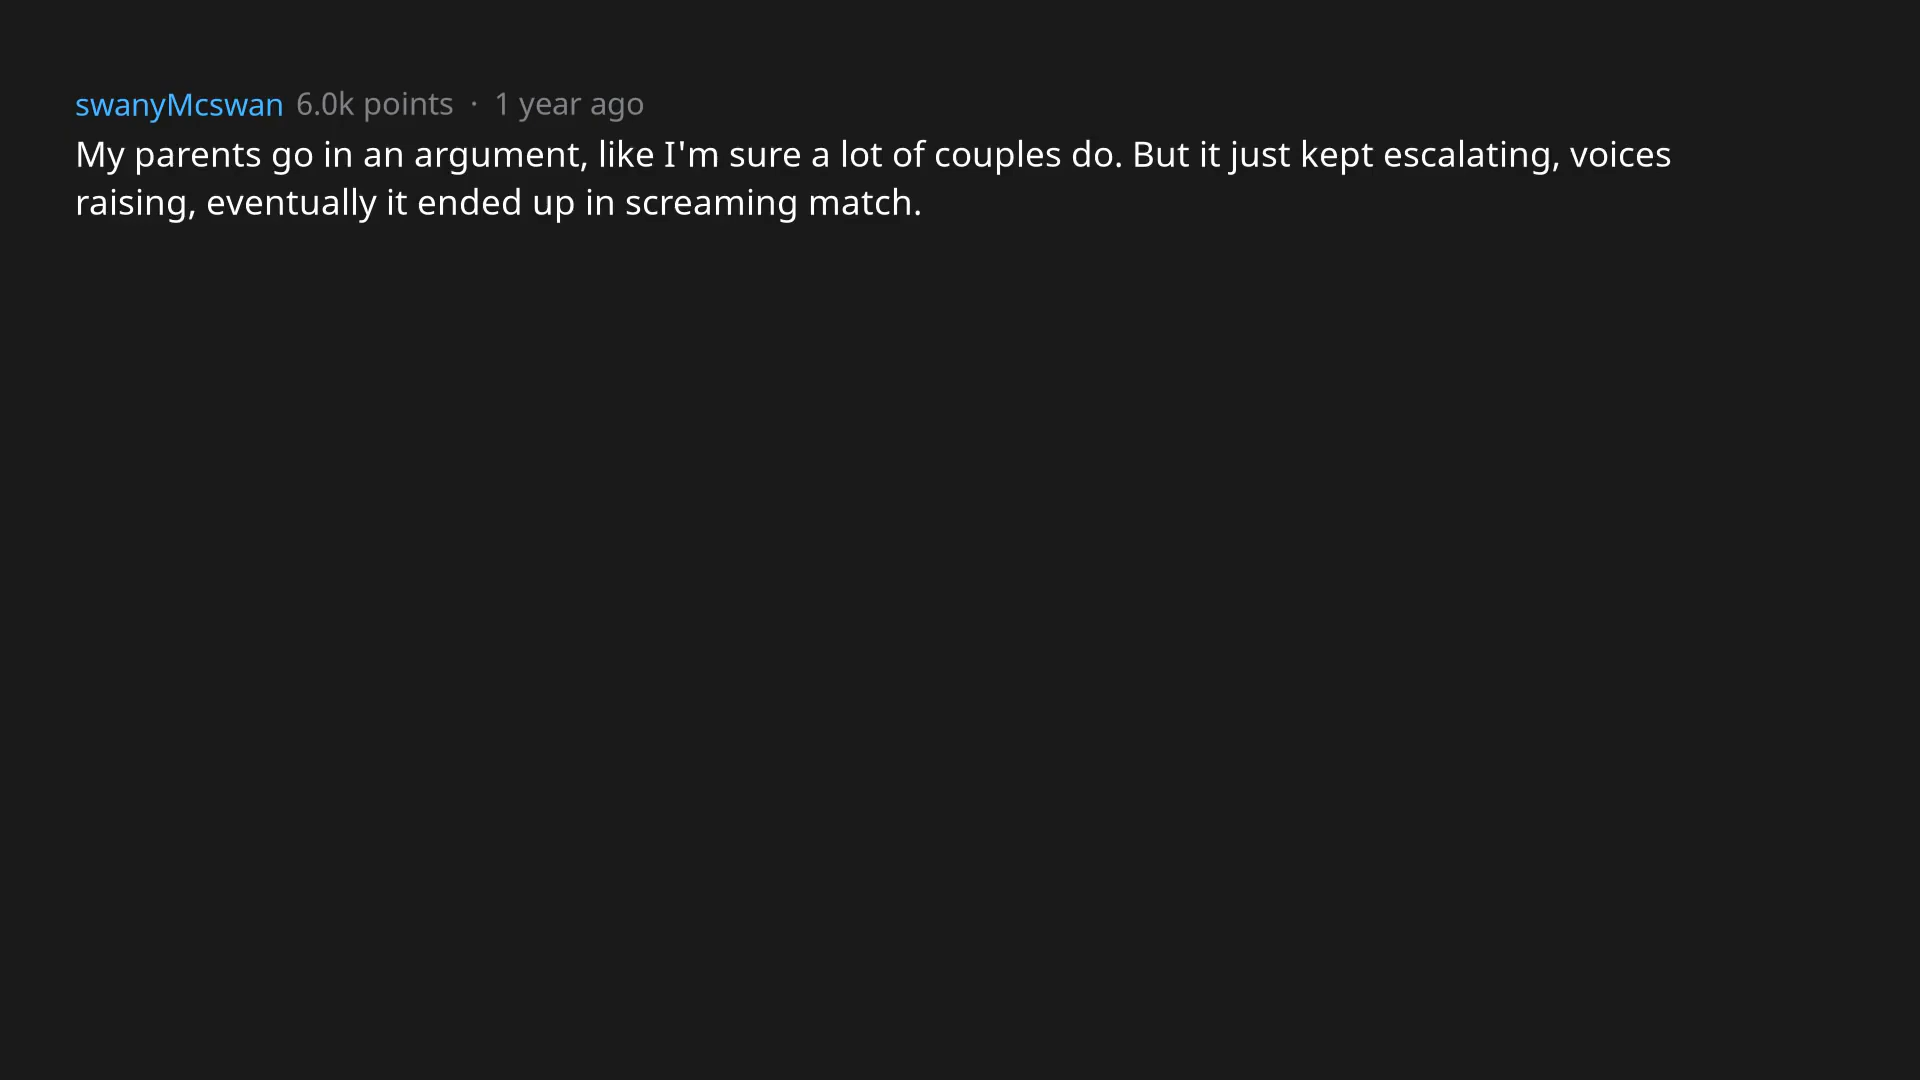 swanyMcswan 6.0k points · 1 year ago
My parents go in an argument, like I'm sure a lot of couples do. But it just kept escalating, voices
raising, eventually it ended up in screaming match.